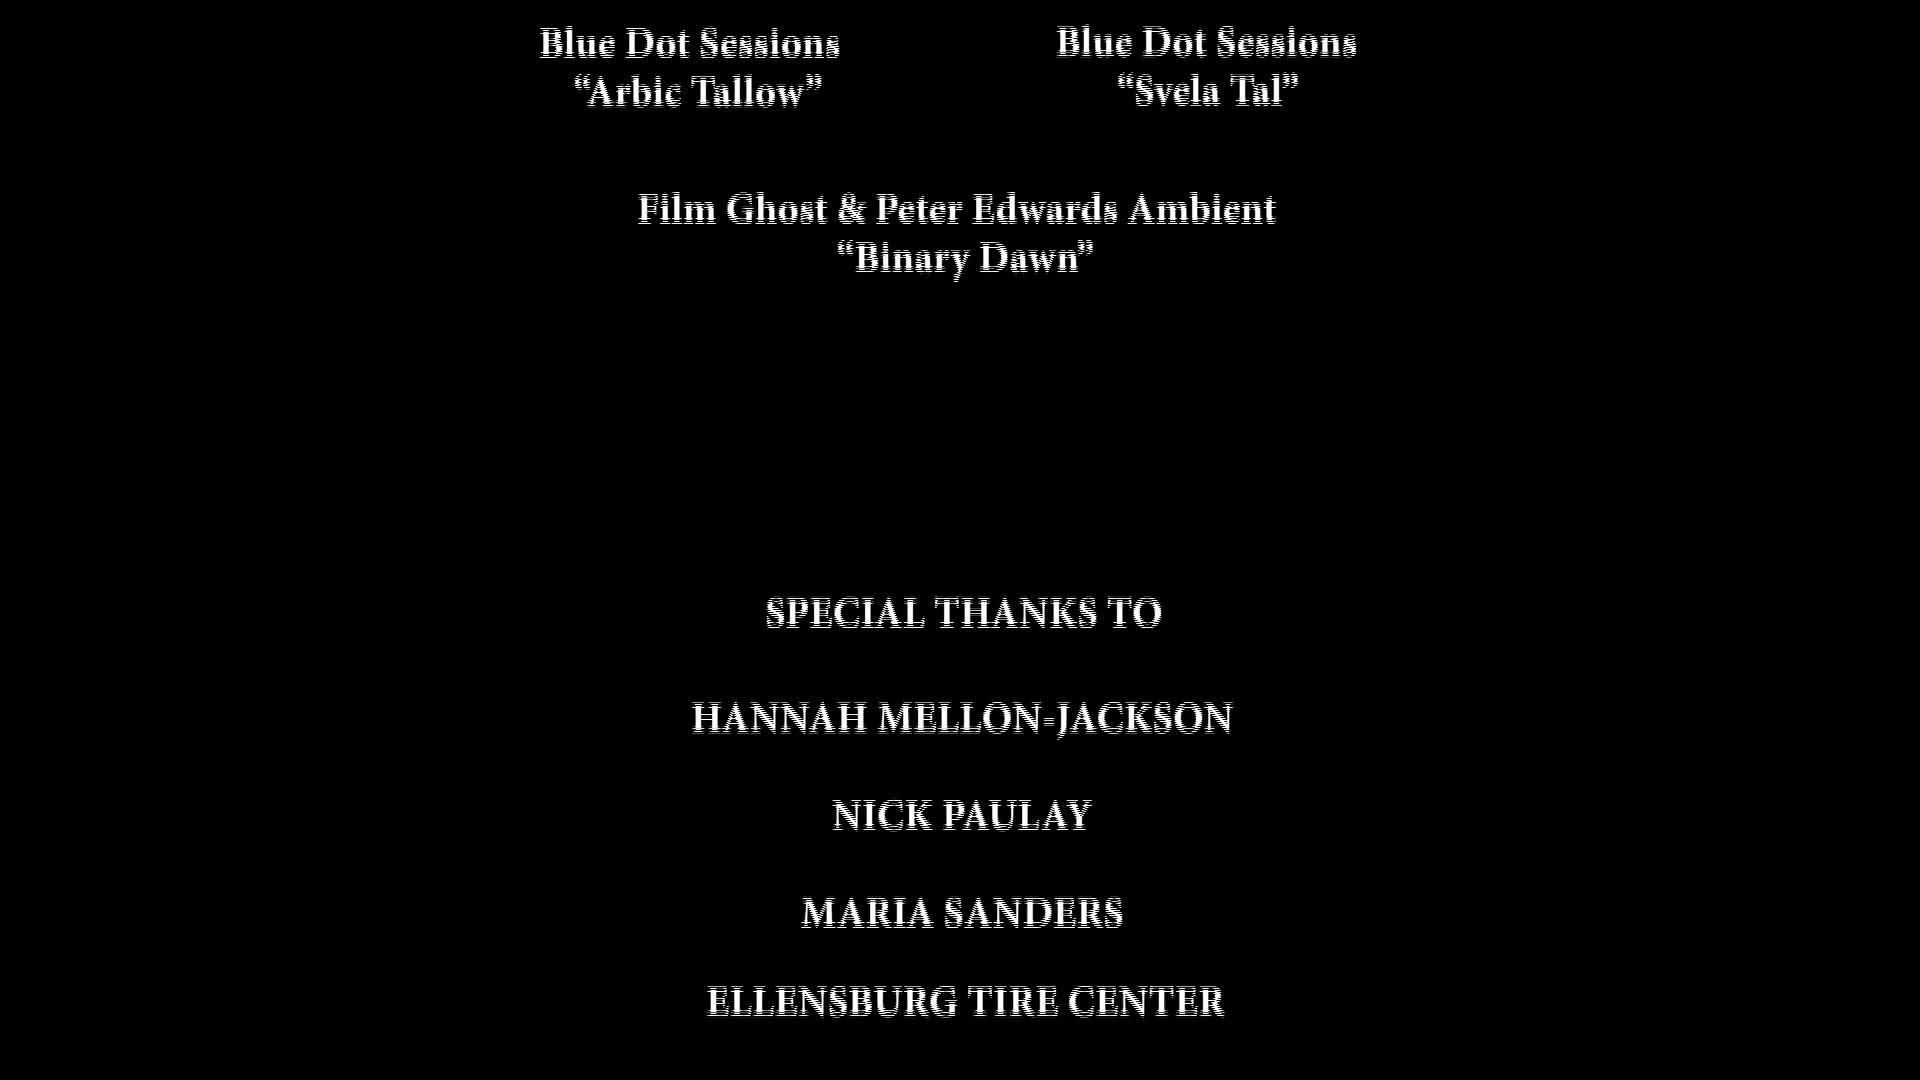 Blue Dot Sessions
“Arbic Tallow”
Blue Dot Sessions
“Svela Tal”
Film Ghost & Peter Edwards Ambient
“Binary Dawn”
SPECIAL THANKS TO
HANNAH MELLON-JACKSON
NICK PAULAY
MARIA SANDERS
ELLENSBURG TIRE CENTER